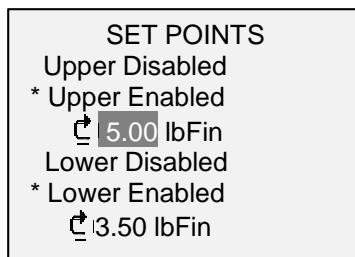 SET POINTS
Upper Disabled
* Upper Enabled
5.00 lbFin
Lower Disabled
* Lower Enabled
3.50 lbFin